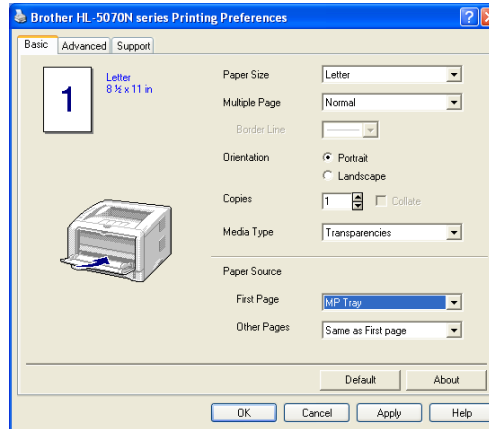 Brother HL-5070N series Printing Preferences
Basic Advanced Support
1
Letter
8 ½ x 11 in
Paper Size Letter
Multiple Page Normal
Border Line
Orientation Portrait
Landscape
Copies 1 Collate
Media Type Transparencies
Paper Source
First Page MP Tray
Other Pages Same as First page
Default About
OK Cancel Apply Help